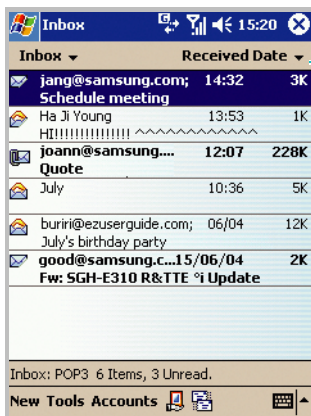 Inbox 15:20
Inbox Received Date
jang@samsung.com; 14:32 3K
Schedule meeting
Ha Ji Young 13:53 1K
HI!!!!!!!!!!!!!!! ^^^^^^^^^^^^^
joann@samsung.... 12:07 228K
Quote
July 10:36 5K
buriri@ezuserguide.com; 06/04 12K
July's birthday party
good@samsung.c...15/06/04 2K
Fw: SGH-E310 R&TTE °i Update
Inbox: POP3 6 Items, 3 Unread.
New Tools Accounts